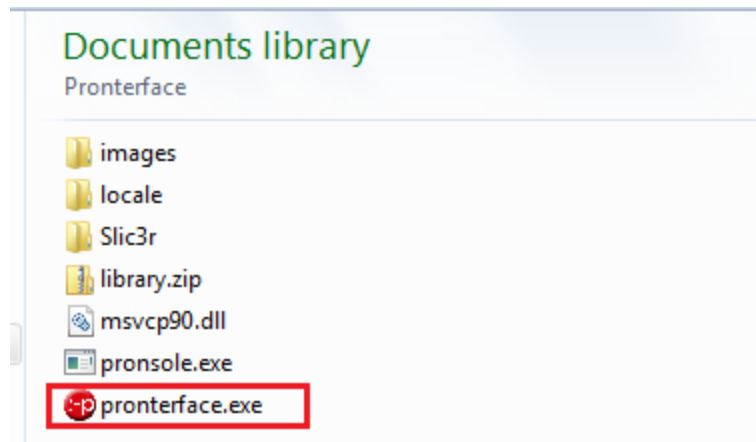 Documents library
Pronterface
images
locale
Slic3r
library.zip
msvcp90.dll
pronsole.exe
:-p pronterface.exe